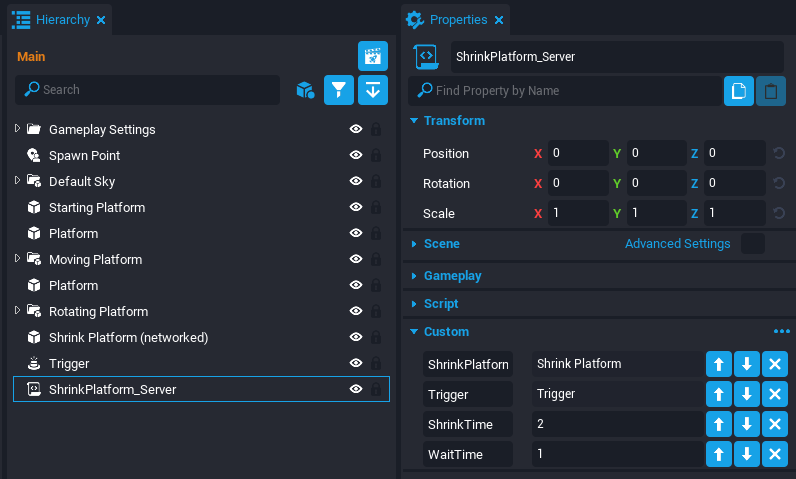 Hierarchy
Main
Search
Gameplay Settings
Spawn Point
Default Sky
Starting Platform
Platform
Moving Platform
Platform
Rotating Platform
Shrink Platform (networked)
Trigger
ShrinkPlatform_Server
Properties
ShrinkPlatform_Server
Find Property by Name
Transform
Position X 0 Y 0 Z 0
Rotation X 0 Y 0 Z 0
Scale X 1 Y 1 Z 1
Scene Advanced Settings
Gameplay
Script
Custom
ShrinkPlatform Shrink Platform
Trigger Trigger
ShrinkTime 2
WaitTime 1